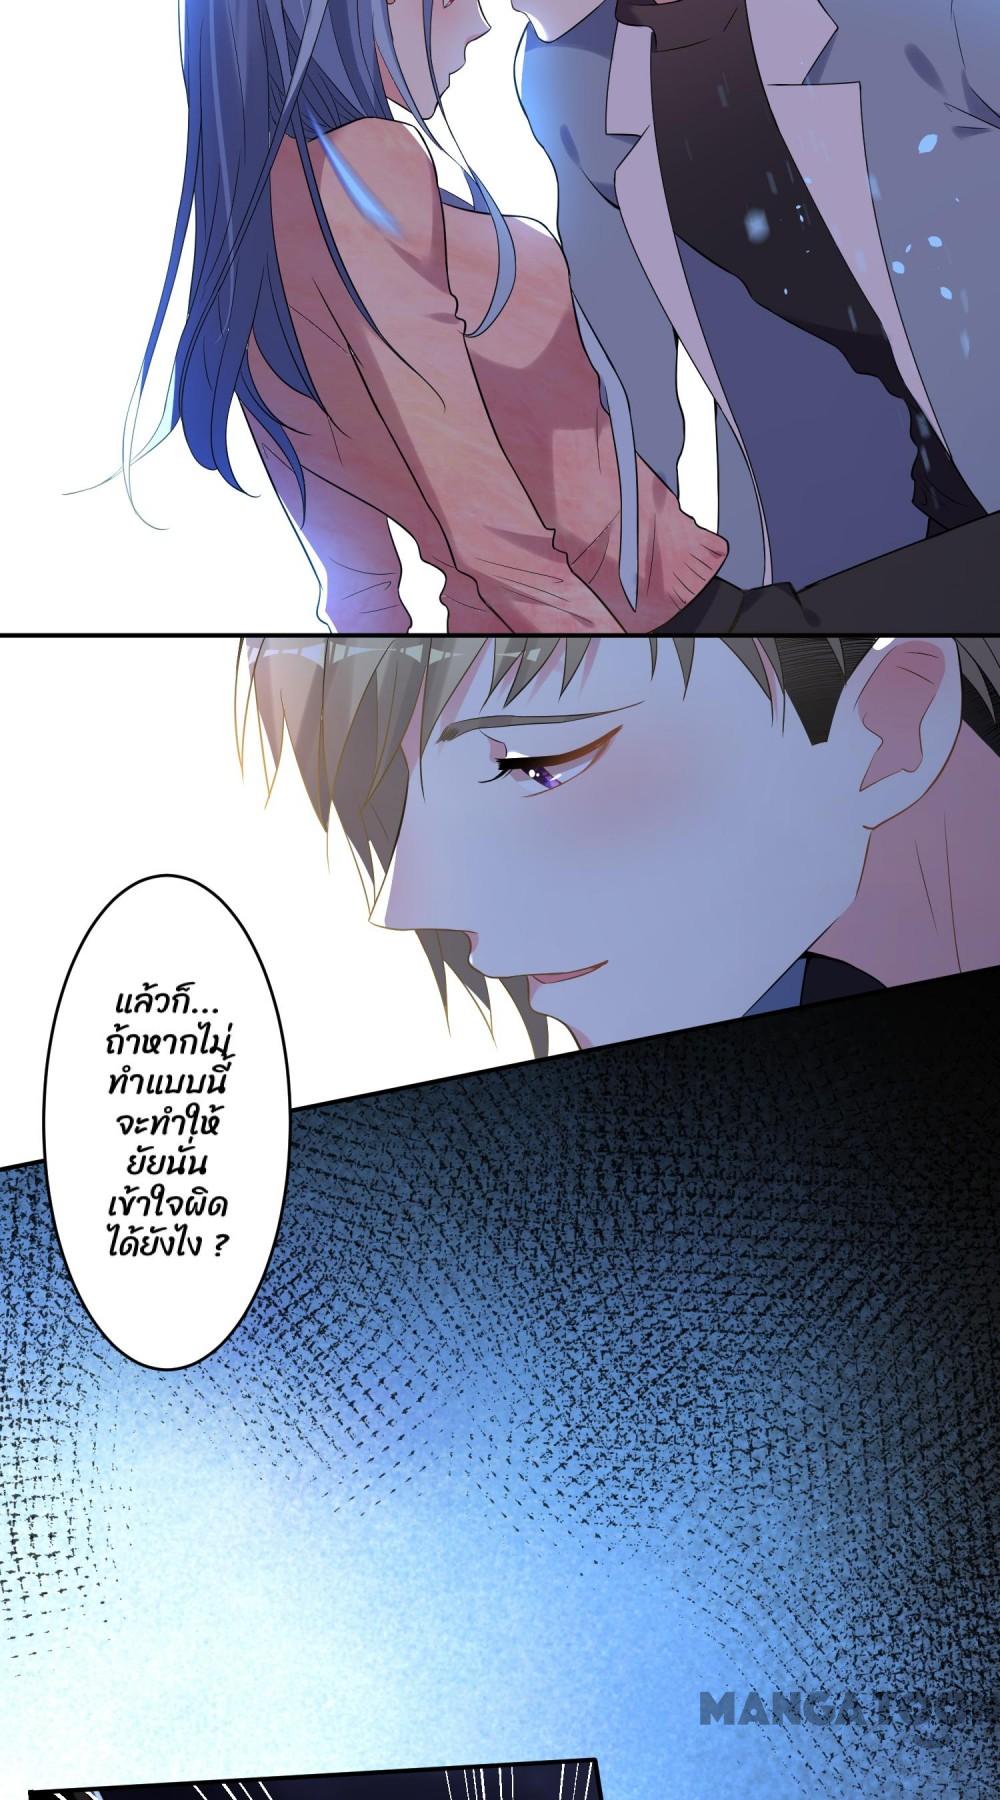 แล้วก็...
ถ้าหากไม่
ทำแบบนี้
จะทำให้
ยัยนั่น
เข้าใจผิด
ได้ยังไง ?
MANGATOON